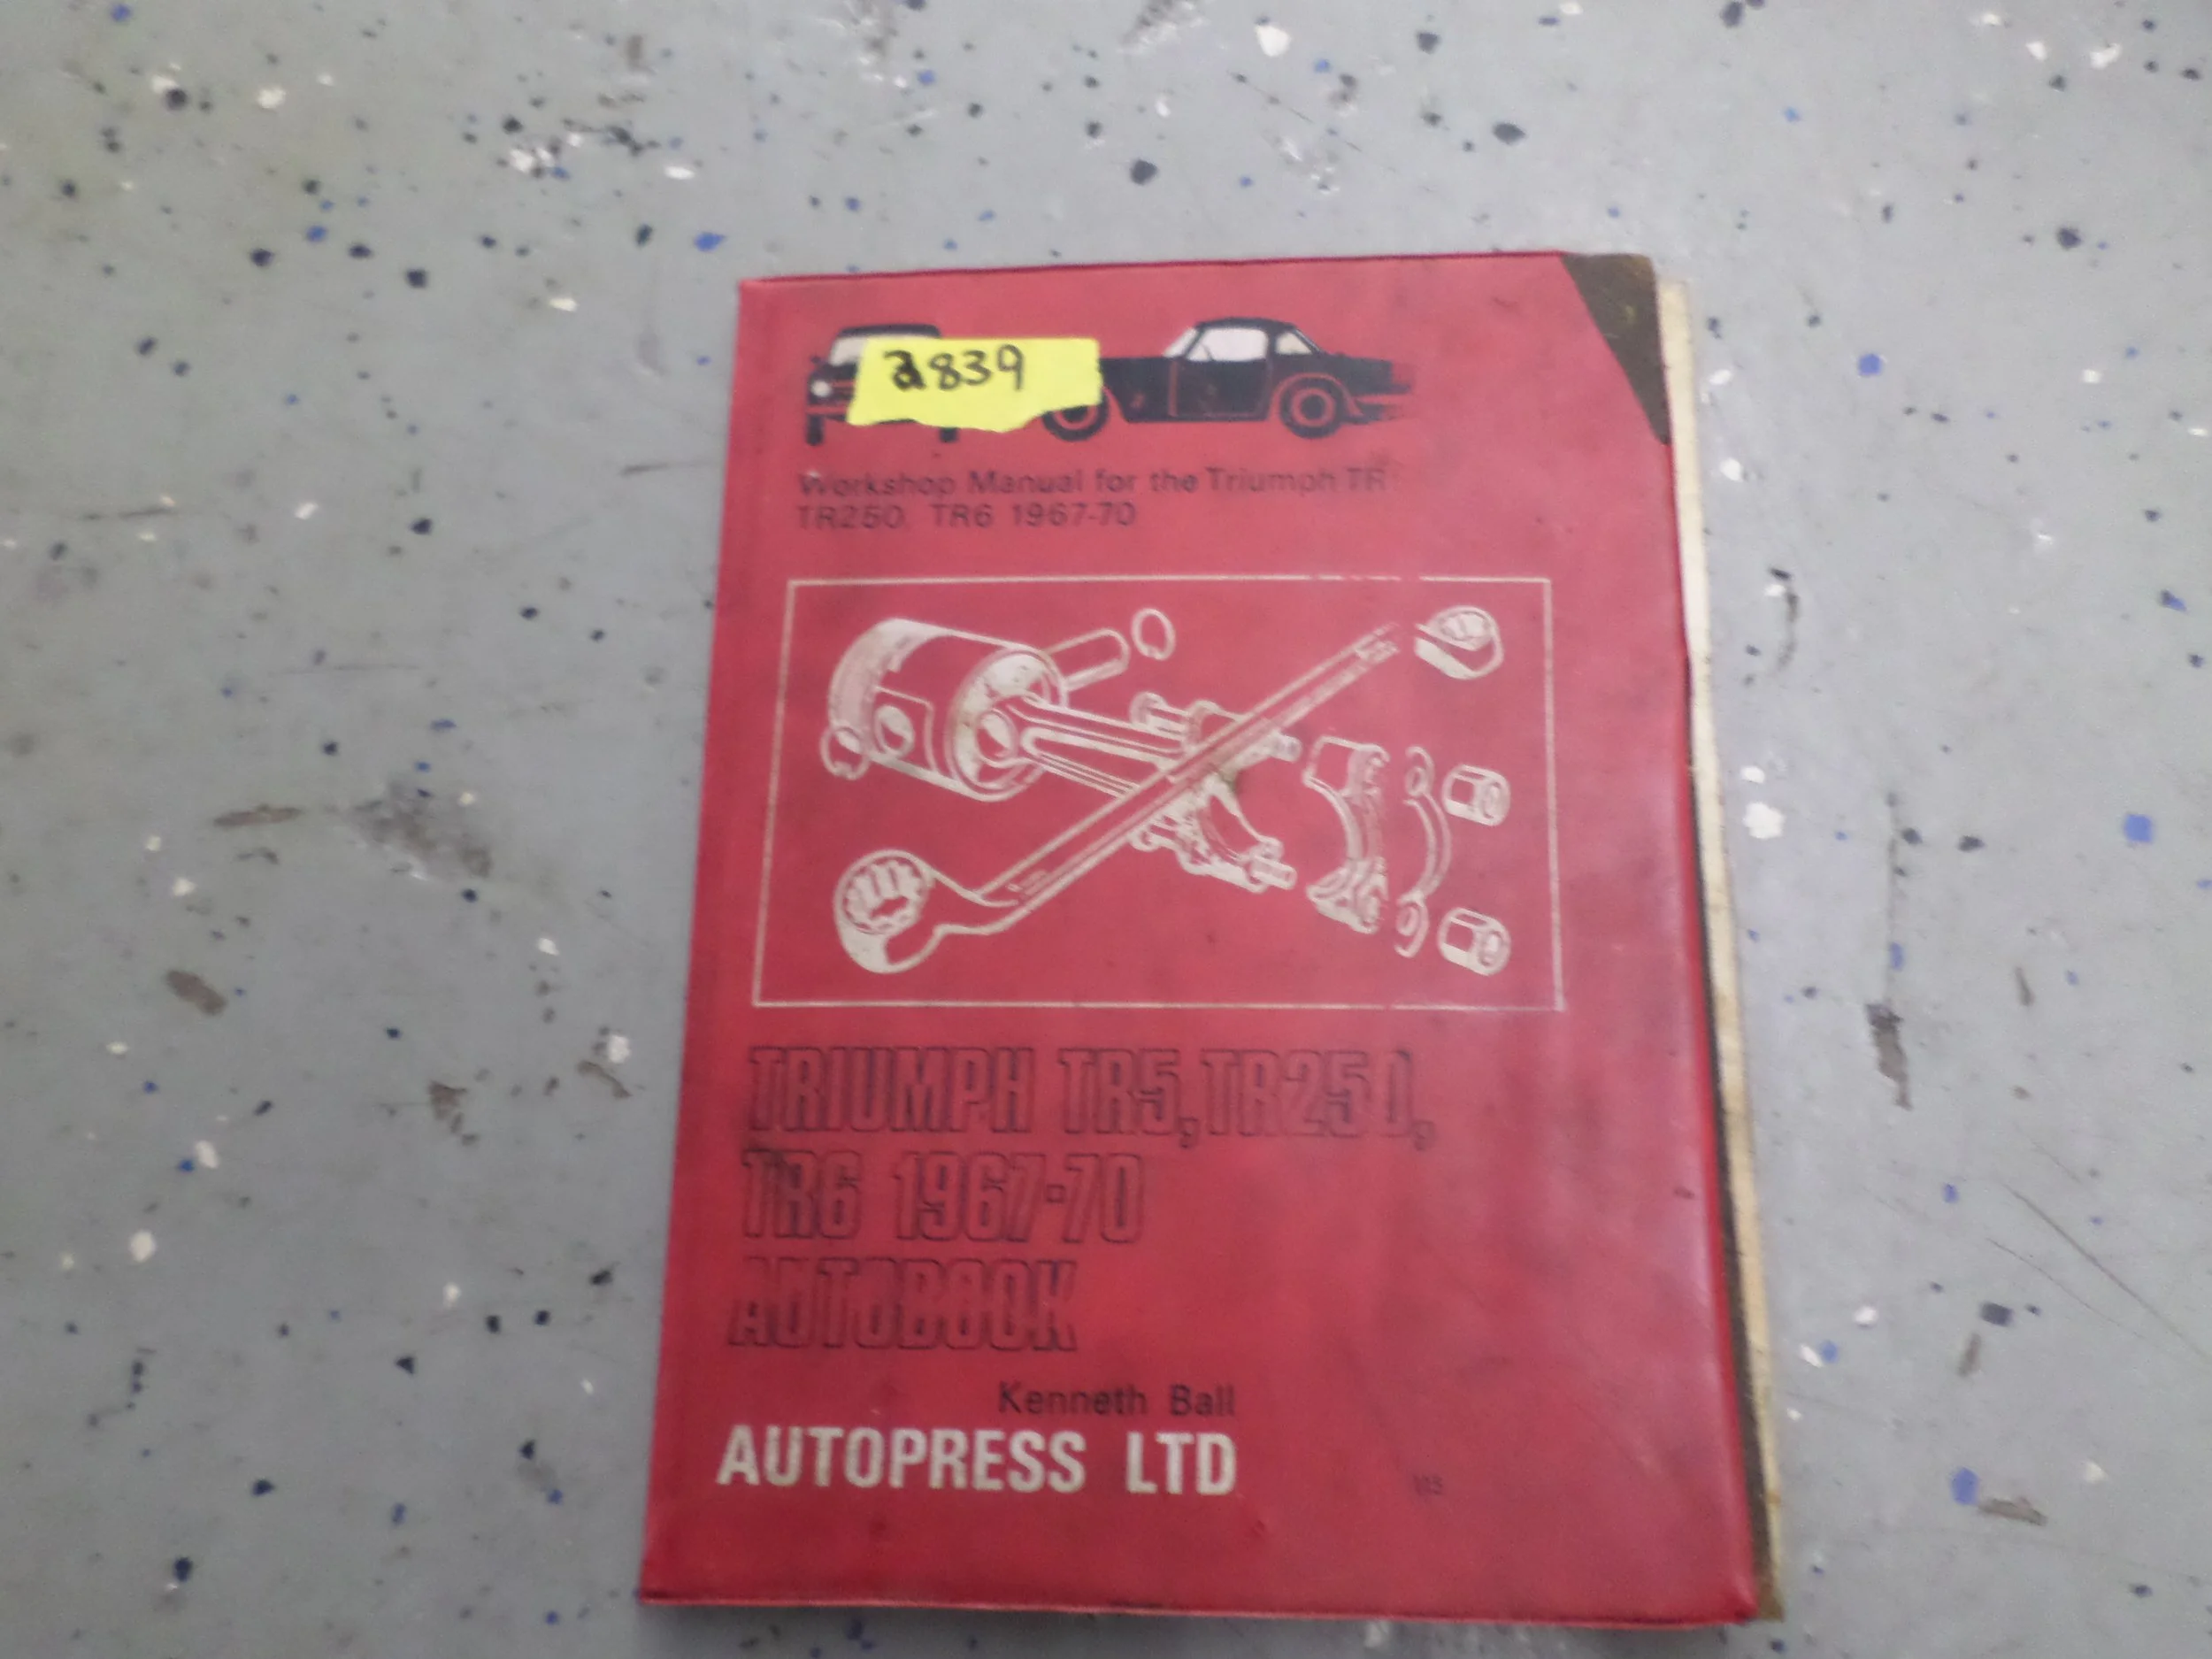 a839
Workshop Manual for the Triumph TR
TR250 TR6 1967-70
TRIUMPH TR5, TR250,
TR6 1967-70
AUTOBOOK
Kenneth Ball
AUTOPRESS LTD